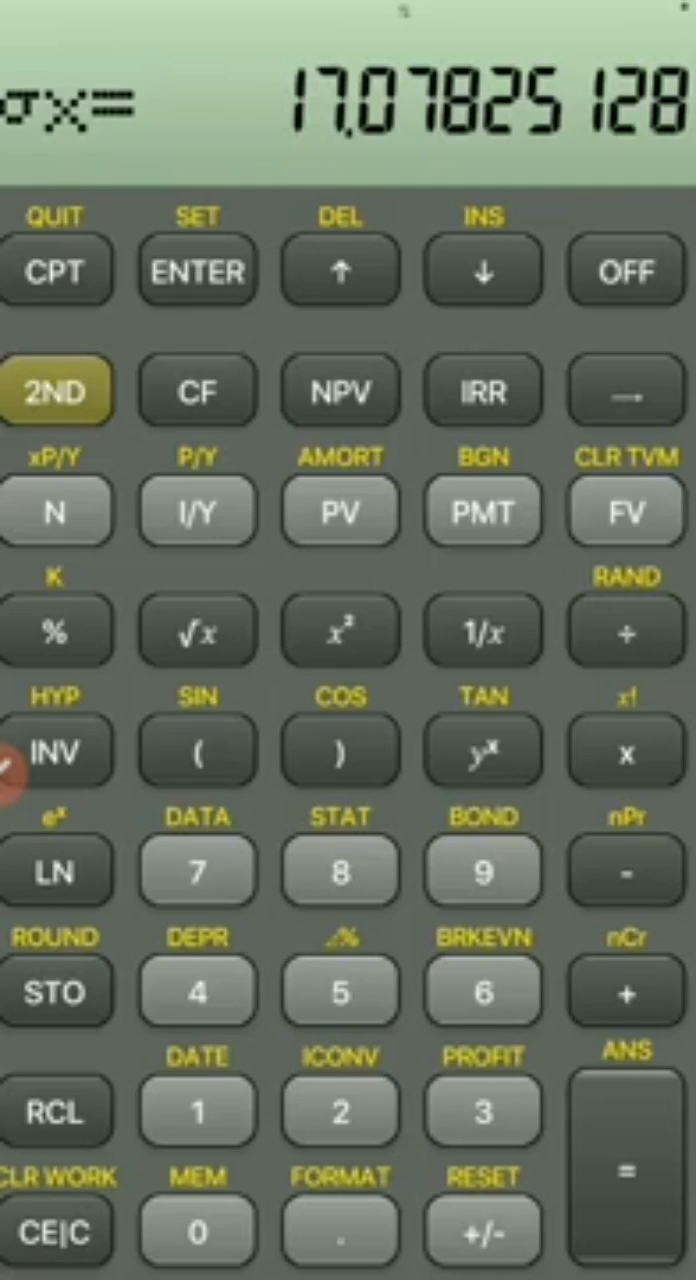 σx= 17.07825128
QUIT SET DEL INS
CPT ENTER ↑ ↓ OFF
2ND CF NPV IRR →
xP/Y P/Y AMORT BGN CLR TVM
N I/Y PV PMT FV
K RAND
% √x x² 1/x ÷
HYP SIN COS TAN x!
INV ( ) yˣ x
eˣ DATA STAT BOND nPr
LN 7 8 9 -
ROUND DEPR ⊿% BRKEVN nCr
STO 4 5 6 +
DATE ICONV PROFIT ANS
RCL 1 2 3 =
CLR WORK MEM FORMAT RESET
CE|C 0 . +/-